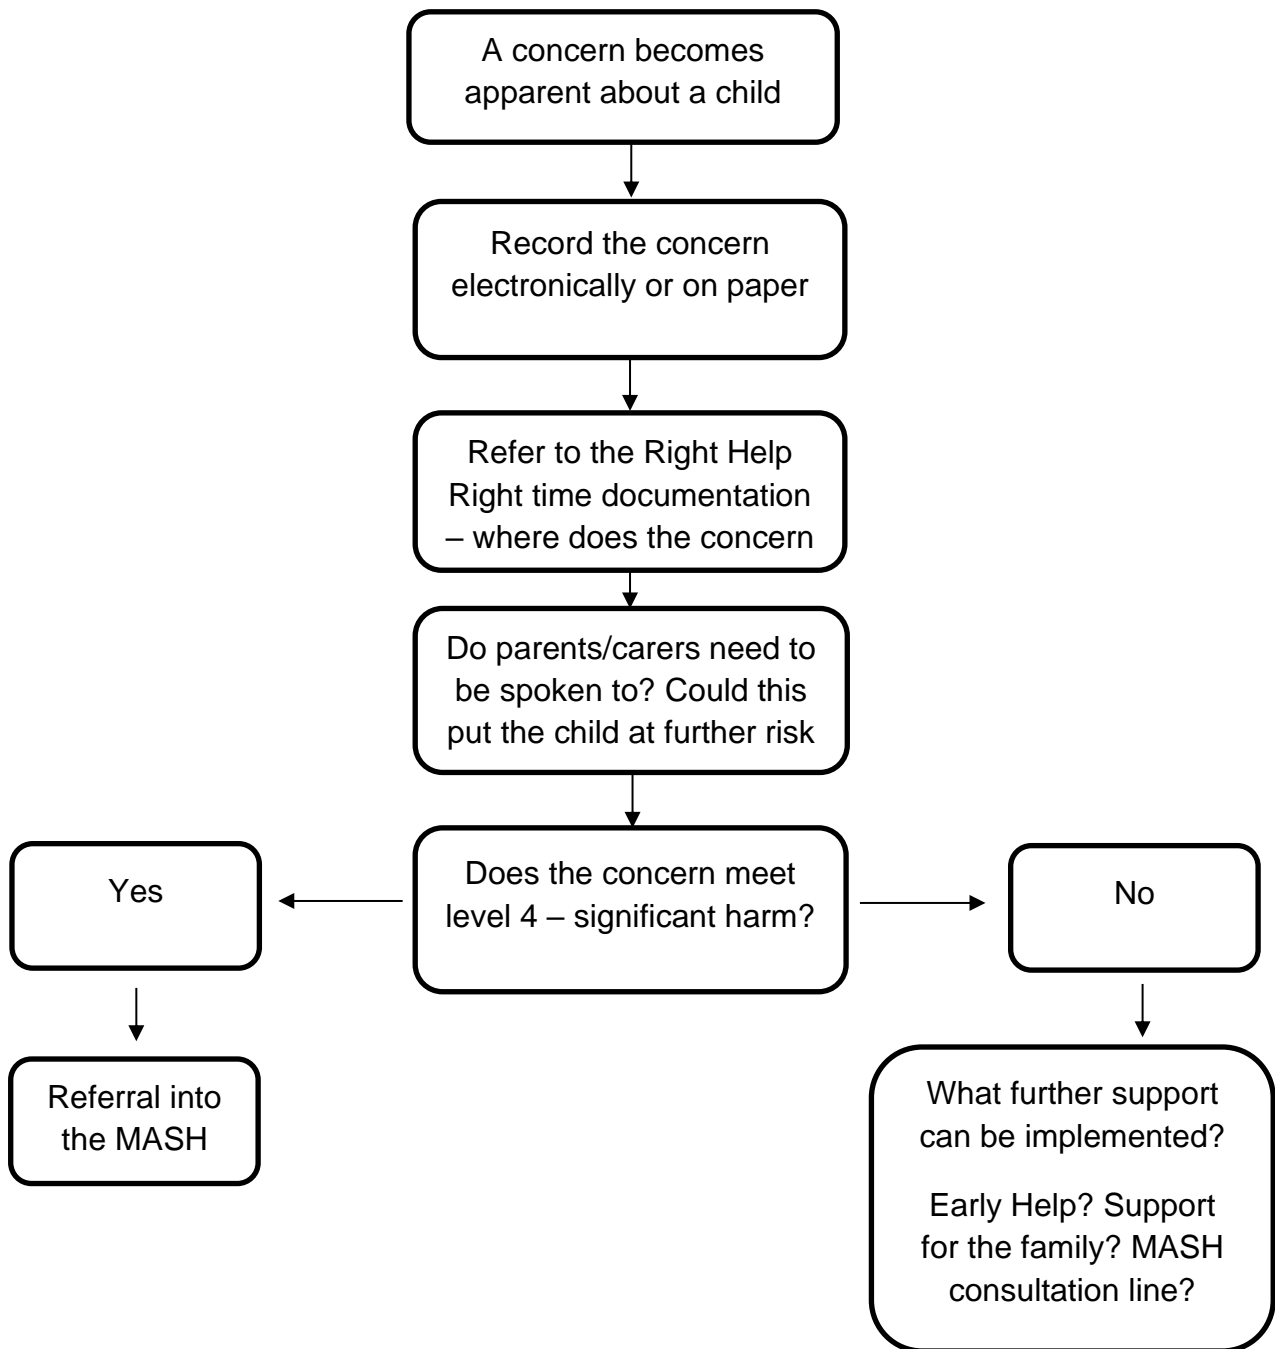 A concern becomes
apparent about a child
Record the concern
electronically or on paper
Refer to the Right Help
Right time documentation
– where does the concern
Do parents/carers need to
be spoken to? Could this
put the child at further risk
Does the concern meet
level 4 – significant harm?
Yes
No
Referral into
the MASH
What further support
can be implemented?
Early Help? Support
for the family? MASH
consultation line?